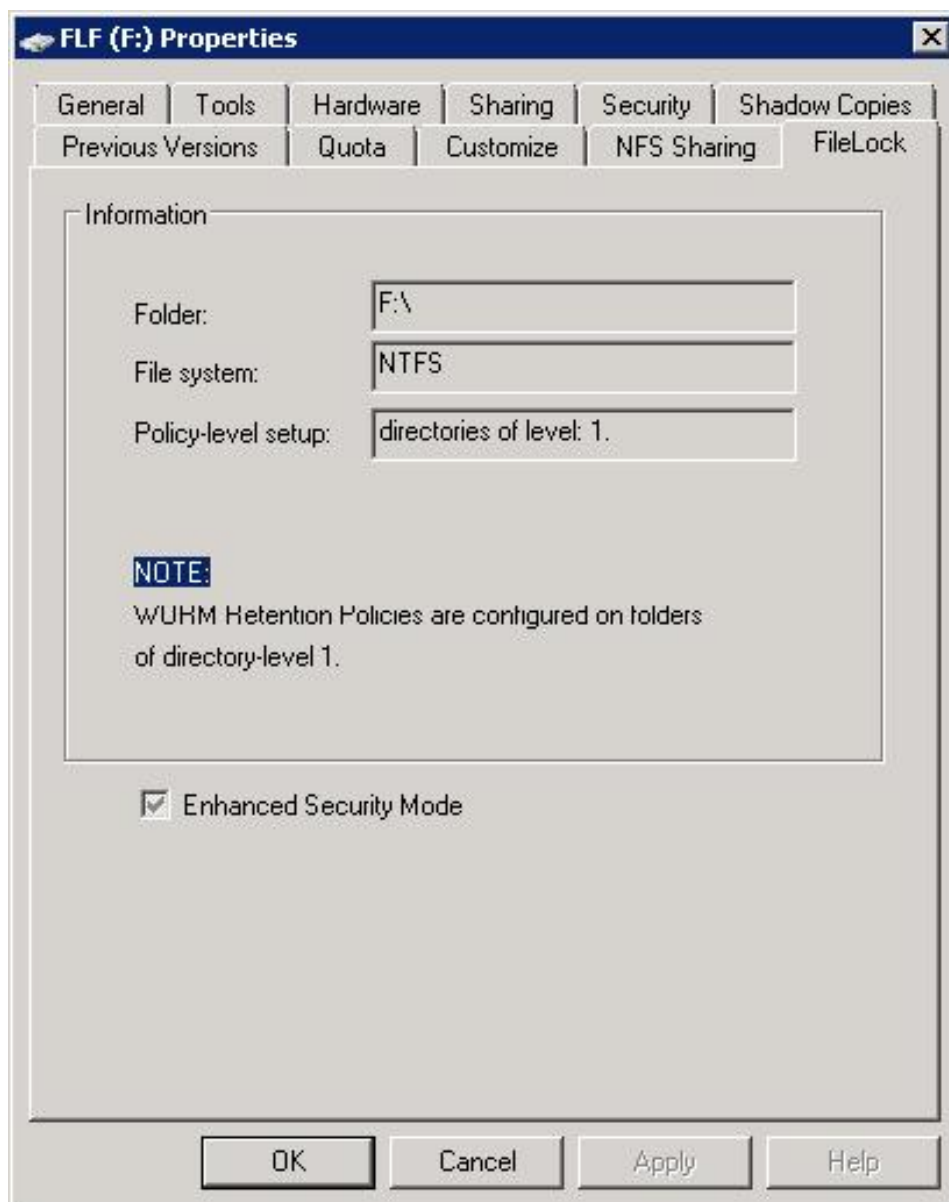 FLF (F:) Properties
General Tools Hardware Sharing Security Shadow Copies
Previous Versions Quota Customize NFS Sharing FileLock
Information
Folder: F:\
File system: NTFS
Policy-level setup: directories of level: 1.
NOTE:
WORM Retention Policies are configured on folders
of directory-level 1.
Enhanced Security Mode
OK Cancel Apply Help